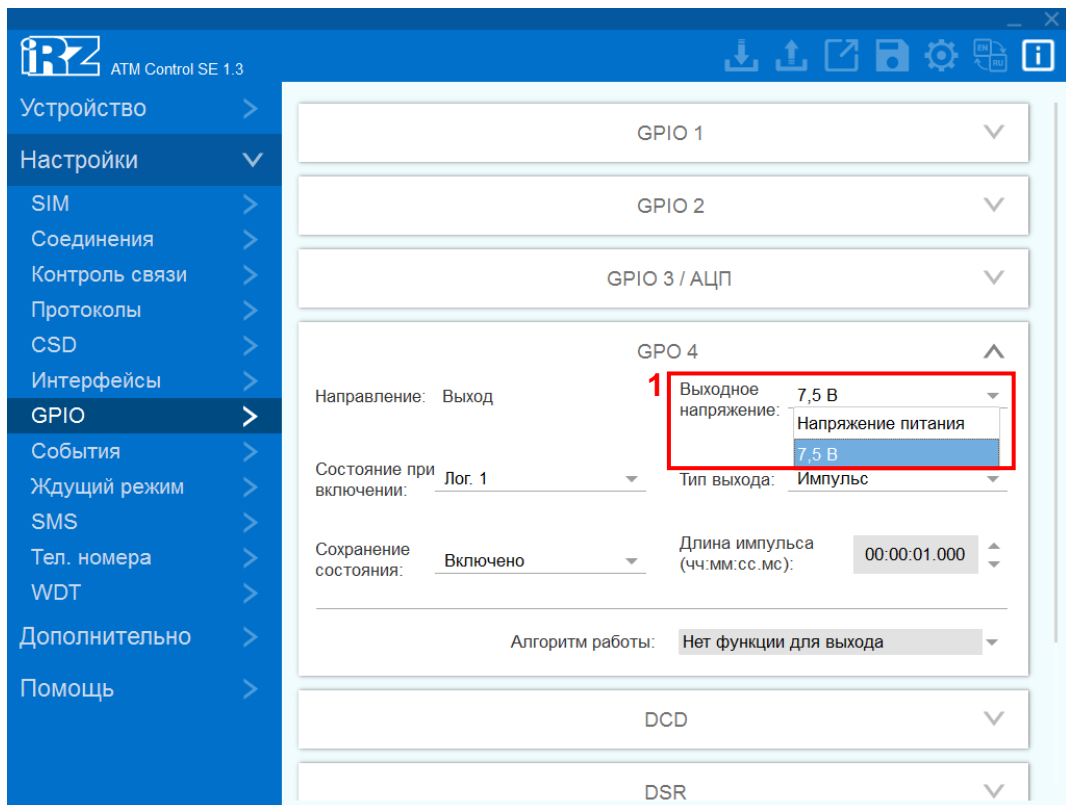 iRZ ATM Control SE 1.3
EN
RU
i
Устройство
Настройки
SIM
Соединения
Контроль связи
Протоколы
CSD
Интерфейсы
GPIO
События
Ждущий режим
SMS
Тел. номера
WDT
Дополнительно
Помощь
GPIO 1
GPIO 2
GPIO 3 / АЦП
GPO 4
Направление: Выход
1
Выходное
напряжение:
7,5 В
Напряжение питания
7,5 В
Состояние при
включении:
Лог. 1
Тип выхода: Импульс
Сохранение
состояния:
Включено
Длина импульса
(чч:мм:сс.мс):
00:00:01.000
Алгоритм работы: Нет функции для выхода
DCD
DSR